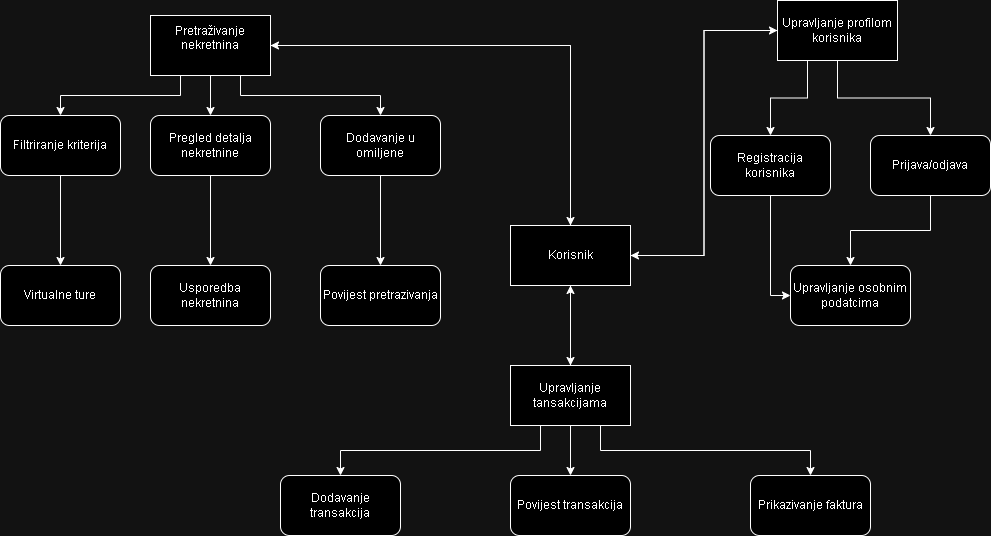 Pretraživanje
nekretnina
Upravljanje profilom
korisnika
Filtriranje kriterija
Pregled detalja
nekretnine
Dodavanje u
omiljene
Registracija
korisnika
Prijava/odjava
Korisnik
Virtualne ture
Usporedba
nekretnina
Povijest pretrazivanja
Upravljanje osobnim
podatcima
Upravljanje
tansakcijama
Dodavanje
transakcija
Povijest transakcija
Prikazivanje faktura